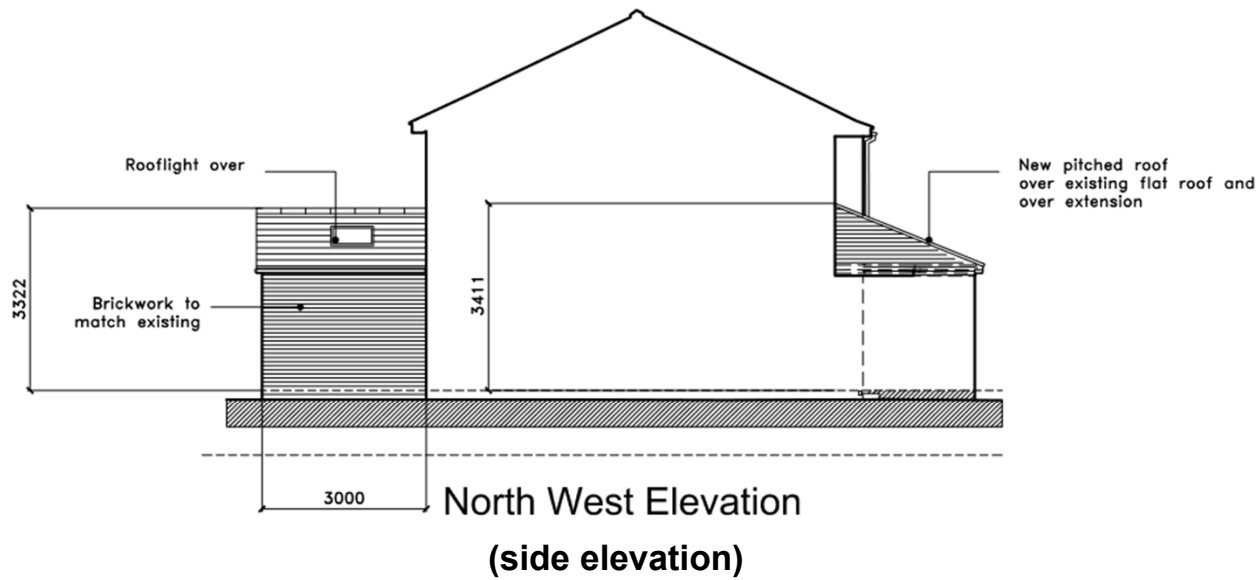 Rooflight over
New pitched roof
over existing flat roof and
over extension
3322
Brickwork to
match existing
3411
3000
North West Elevation
(side elevation)